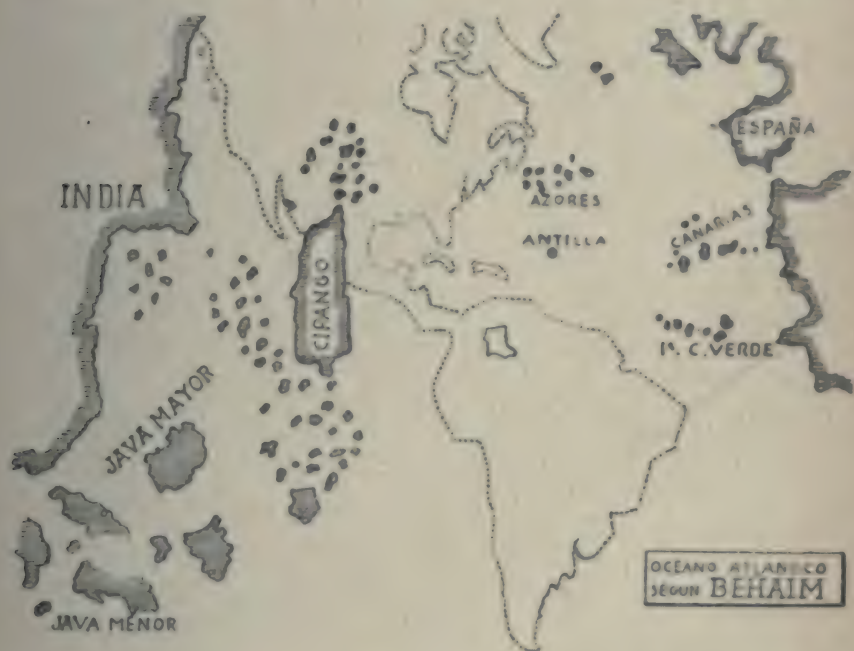 ESPAÑA
INDIA
AZORES
CANARIAS
ANTILLA
CIPANGO
Iˢ. C. VERDE
JAVA MAYOR
OCEANO ATLANTICO
SEGUN BEHAIM
JAVA MENOR